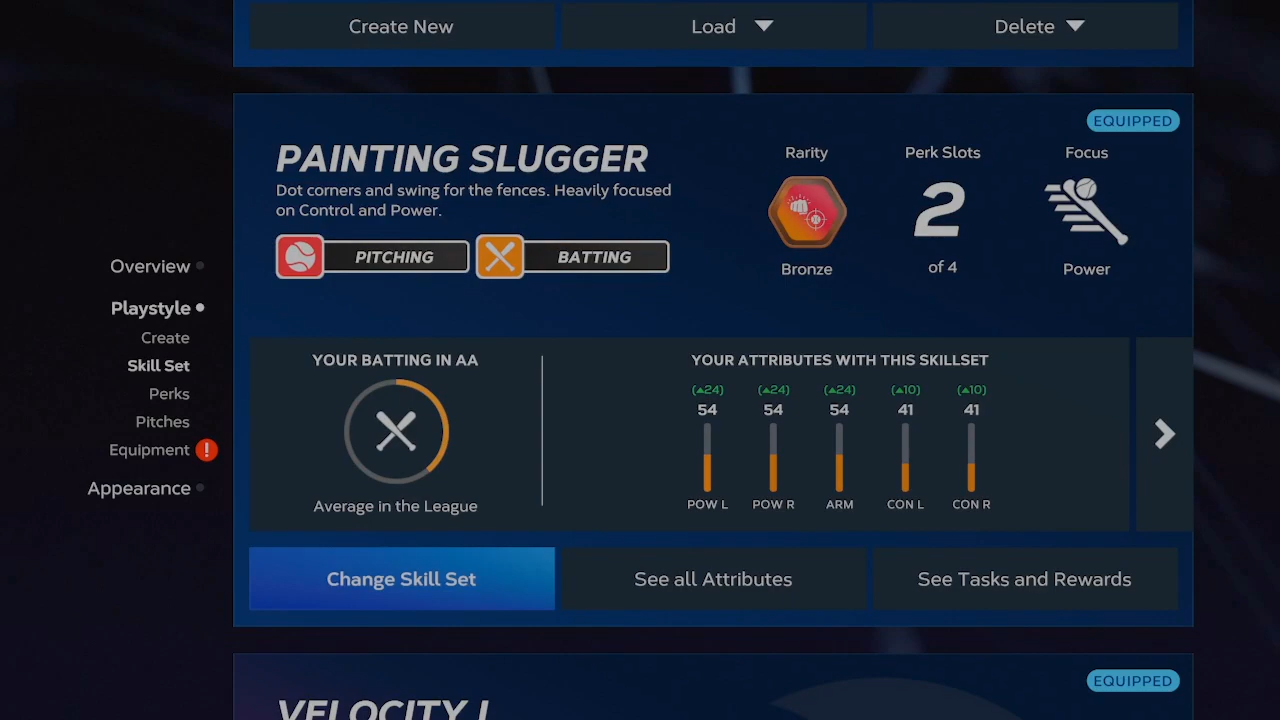 Create New
Load
Delete
EQUIPPED
PAINTING SLUGGER
Dot corners and swing for the fences. Heavily focused
on Control and Power.
PITCHING
BATTING
Rarity
Bronze
Perk Slots
2
of 4
Focus
Power
Overview
Playstyle
Create
Skill Set
Perks
Pitches
Equipment !
Appearance
YOUR BATTING IN AA
Average in the League
YOUR ATTRIBUTES WITH THIS SKILLSET
(▲24) (▲24) (▲24) (▲10) (▲10)
54 54 54 41 41
POW L POW R ARM CON L CON R
Change Skill Set
See all Attributes
See Tasks and Rewards
EQUIPPED
VELOCITY I